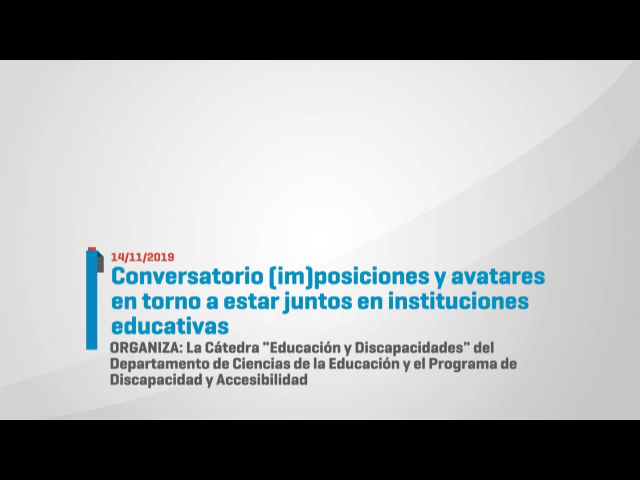 14/11/2019
Conversatorio (im)posiciones y avatares
en torno a estar juntos en instituciones
educativas
ORGANIZA: La Cátedra "Educación y Discapacidades" del
Departamento de Ciencias de la Educación y el Programa de
Discapacidad y Accesibilidad